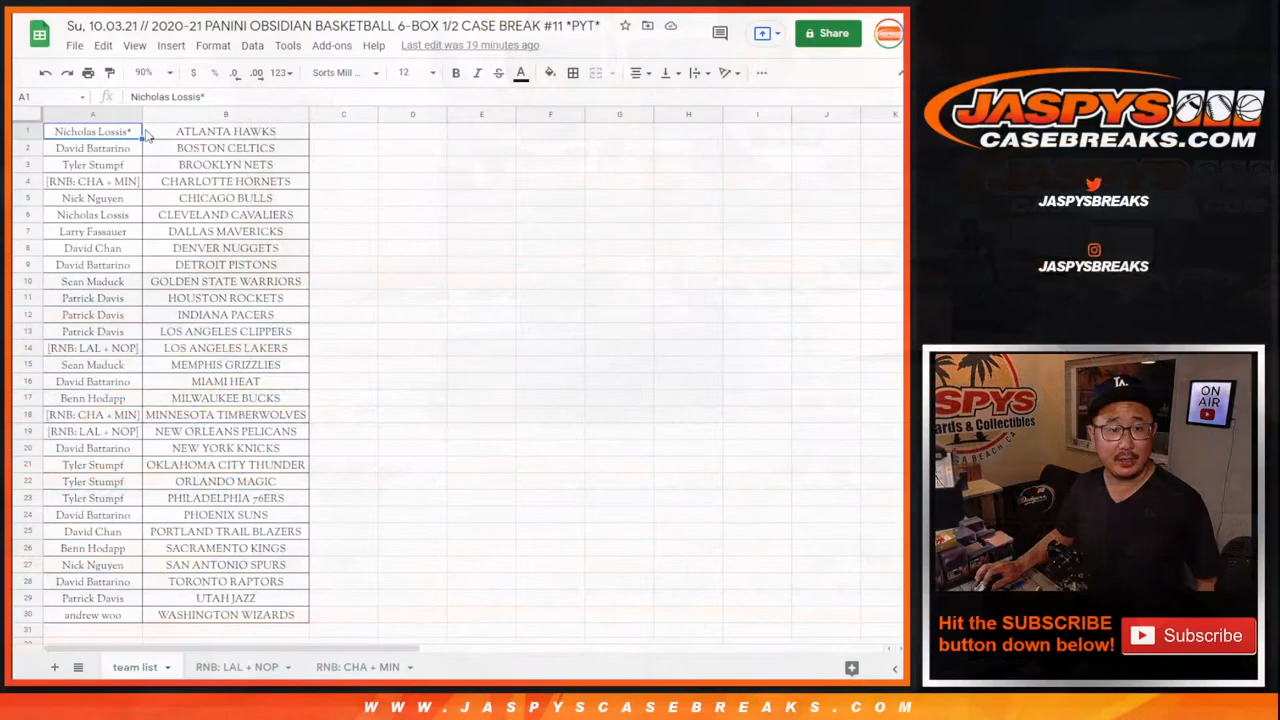 Su, 10.03.21 // 2020-21 PANINI OBSIDIAN BASKETBALL 6-BOX 1/2 CASE BREAK #11 *PYT*
File Edit View Insert Format Data Tools Add-ons Help Last edit was 19 minutes ago
Share
90% $ % .0 .00 123 Sorts Mill ... 12 B I S A
A1 fx Nicholas Lossis*
A B C D E F G H I J K
1 Nicholas Lossis* ATLANTA HAWKS
2 David Battarino BOSTON CELTICS
3 Tyler Stumpf BROOKLYN NETS
4 [RNB: CHA + MIN] CHARLOTTE HORNETS
5 Nick Nguyen CHICAGO BULLS
6 Nicholas Lossis CLEVELAND CAVALIERS
7 Larry Fassauer DALLAS MAVERICKS
8 David Chan DENVER NUGGETS
9 David Battarino DETROIT PISTONS
10 Sean Maduck GOLDEN STATE WARRIORS
11 Patrick Davis HOUSTON ROCKETS
12 Patrick Davis INDIANA PACERS
13 Patrick Davis LOS ANGELES CLIPPERS
14 [RNB: LAL + NOP] LOS ANGELES LAKERS
15 Sean Maduck MEMPHIS GRIZZLIES
16 David Battarino MIAMI HEAT
17 Benn Hodapp MILWAUKEE BUCKS
18 [RNB: CHA + MIN] MINNESOTA TIMBERWOLVES
19 [RNB: LAL + NOP] NEW ORLEANS PELICANS
20 David Battarino NEW YORK KNICKS
21 Tyler Stumpf OKLAHOMA CITY THUNDER
22 Tyler Stumpf ORLANDO MAGIC
23 Tyler Stumpf PHILADELPHIA 76ERS
24 David Battarino PHOENIX SUNS
25 David Chan PORTLAND TRAIL BLAZERS
26 Benn Hodapp SACRAMENTO KINGS
27 Nick Nguyen SAN ANTONIO SPURS
28 David Battarino TORONTO RAPTORS
29 Patrick Davis UTAH JAZZ
30 andrew woo WASHINGTON WIZARDS
31
team list RNB: LAL + NOP RNB: CHA + MIN
JASPYS
CASEBREAKS.COM
JASPYSBREAKS
JASPYSBREAKS
JASPYS
ards & Collectibles
A BEACH CA
TA.
ON
AIR
Dodgers
Hit the SUBSCRIBE
button down below!
Subscribe
WWW.JASPYSCASEBREAKS.COM